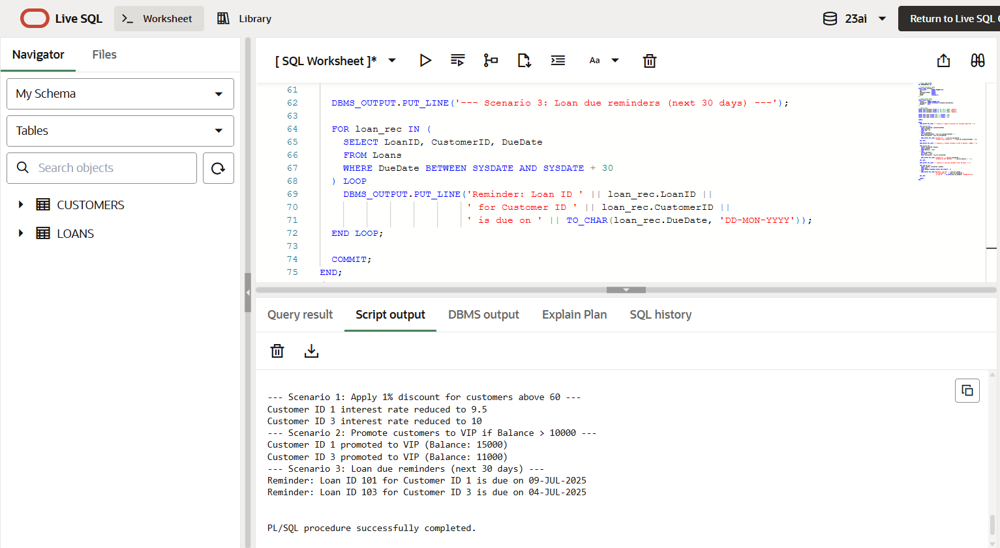 Live SQL
Worksheet
Library
23ai
Return to Live SQL
Navigator
Files
My Schema
Tables
Search objects
CUSTOMERS
LOANS
[ SQL Worksheet ]*
Aa
61
62 DBMS_OUTPUT.PUT_LINE('--- Scenario 3: Loan due reminders (next 30 days) ---');
63
64 FOR loan_rec IN (
65 SELECT LoanID, CustomerID, DueDate
66 FROM Loans
67 WHERE DueDate BETWEEN SYSDATE AND SYSDATE + 30
68 ) LOOP
69 DBMS_OUTPUT.PUT_LINE('Reminder: Loan ID ' || loan_rec.LoanID ||
70 ' for Customer ID ' || loan_rec.CustomerID ||
71 ' is due on ' || TO_CHAR(loan_rec.DueDate, 'DD-MON-YYYY'));
72 END LOOP;
73
74 COMMIT;
75 END;
Query result
Script output
DBMS output
Explain Plan
SQL history
--- Scenario 1: Apply 1% discount for customers above 60 ---
Customer ID 1 interest rate reduced to 9.5
Customer ID 3 interest rate reduced to 10
--- Scenario 2: Promote customers to VIP if Balance > 10000 ---
Customer ID 1 promoted to VIP (Balance: 15000)
Customer ID 3 promoted to VIP (Balance: 11000)
--- Scenario 3: Loan due reminders (next 30 days) ---
Reminder: Loan ID 101 for Customer ID 1 is due on 09-JUL-2025
Reminder: Loan ID 103 for Customer ID 3 is due on 04-JUL-2025
PL/SQL procedure successfully completed.